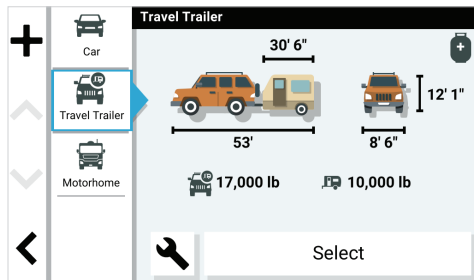 Travel Trailer
Car
Travel Trailer
Motorhome
30' 6"
12' 1"
53'
8' 6"
17,000 lb
10,000 lb
Select